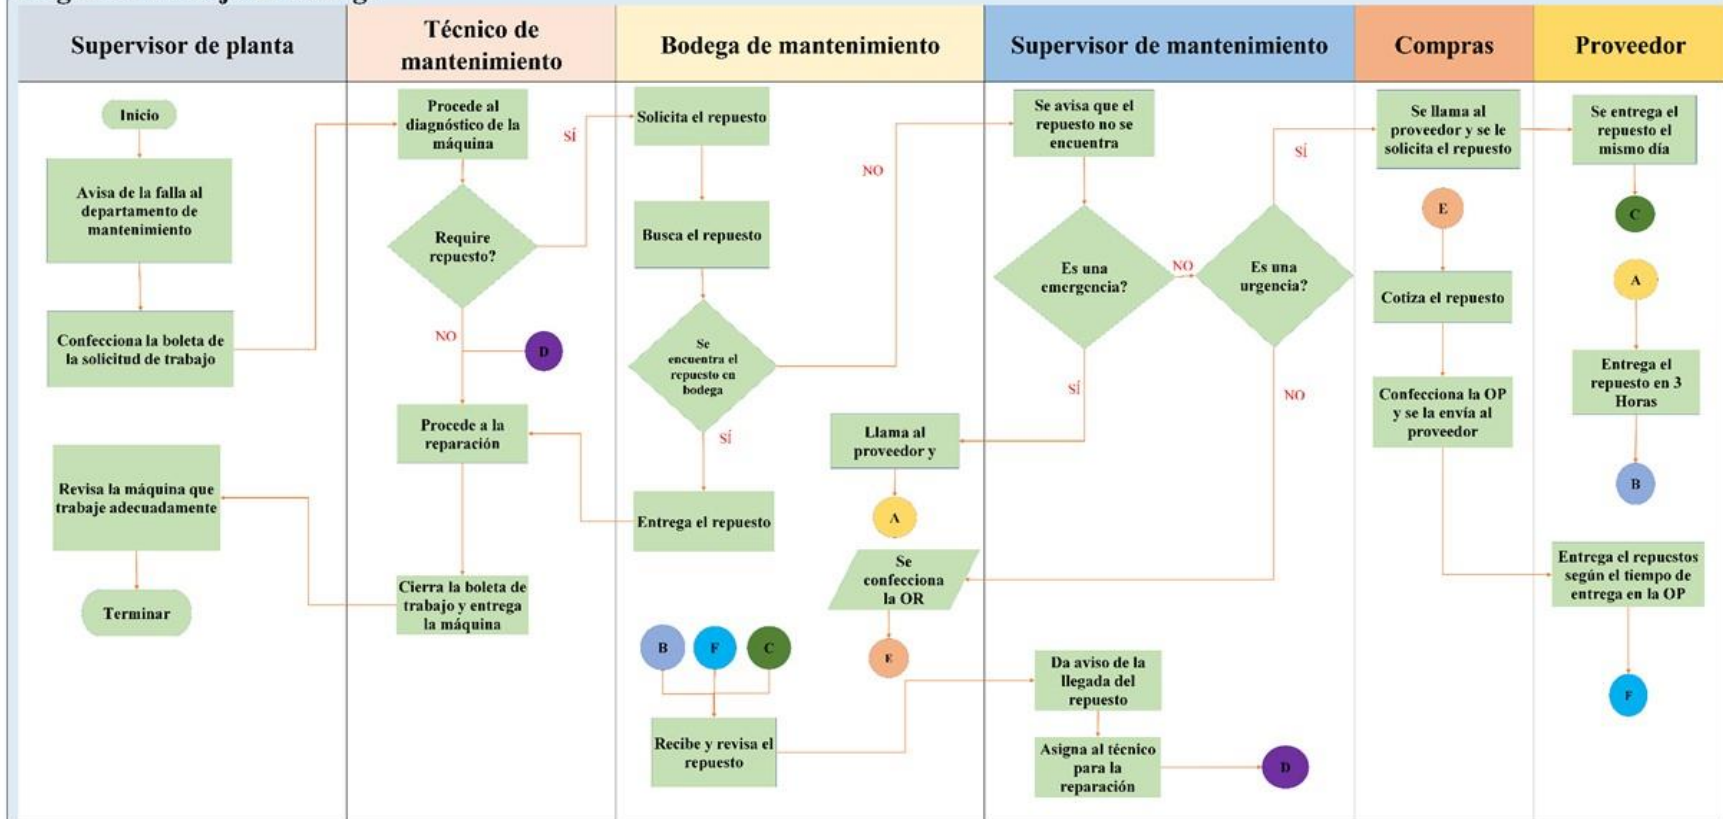 Supervisor de planta
Técnico de
mantenimiento
Bodega de mantenimiento
Supervisor de mantenimiento
Compras
Proveedor
Inicio
Avisa de la falla al
departamento de
mantenimiento
Confecciona la boleta de
la solicitud de trabajo
Revisa la máquina que
trabaje adecuadamente
Terminar
Procede al
diagnóstico de la
máquina
SÍ
Require
repuesto?
NO
D
Procede a la
reparación
Cierra la boleta de
trabajo y entrega
la máquina
Solicita el repuesto
NO
Busca el repuesto
Se
encuentra el
repuesto en
bodega
SÍ
Llama al
proveedor y
A
Entrega el repuesto
Se
confecciona
la OR
E
B
F
C
Recibe y revisa el
repuesto
Se avisa que el
repuesto no se
encuentra
SÍ
Es una
emergencia?
NO
Es una
urgencia?
SÍ
NO
Da aviso de la
llegada del
repuesto
Asigna al técnico
para la
reparación
D
Se llama al
proveedor y se le
solicita el repuesto
E
Cotiza el repuesto
Confecciona la OP
y se la envía al
proveedor
Se entrega el
repuesto el
mismo día
C
A
Entrega el
repuesto en 3
Horas
B
Entrega el repuestos
según el tiempo de
entrega en la OP
F